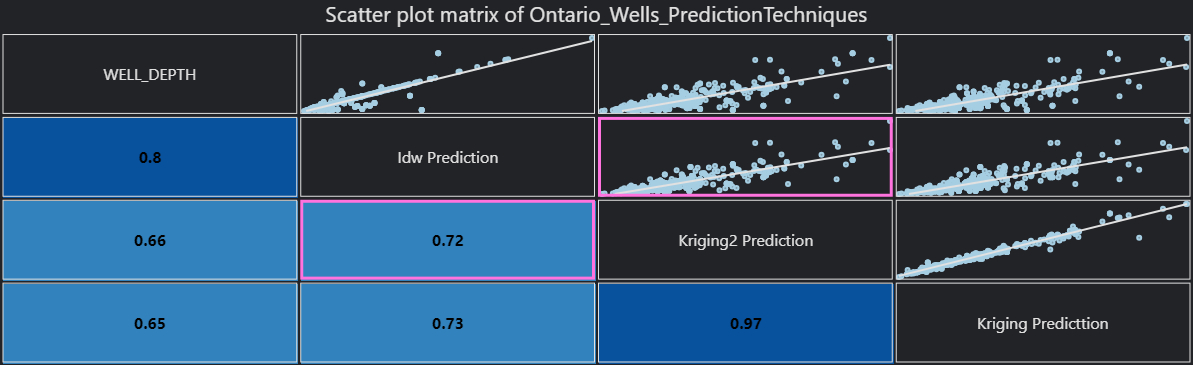 Scatter plot matrix of Ontario_Wells_PredictionTechniques
WELL_DEPTH
0.8
Idw Prediction
0.66
0.72
Kriging2 Prediction
0.65
0.73
0.97
Kriging Predicttion